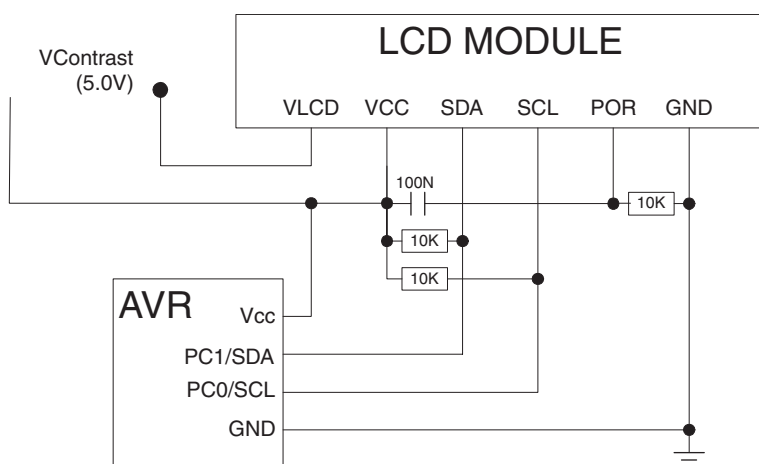 LCD MODULE
VContrast
(5.0V)
VLCD VCC SDA SCL POR GND
100N
10K
10K
10K
AVR
Vcc
PC1/SDA
PC0/SCL
GND